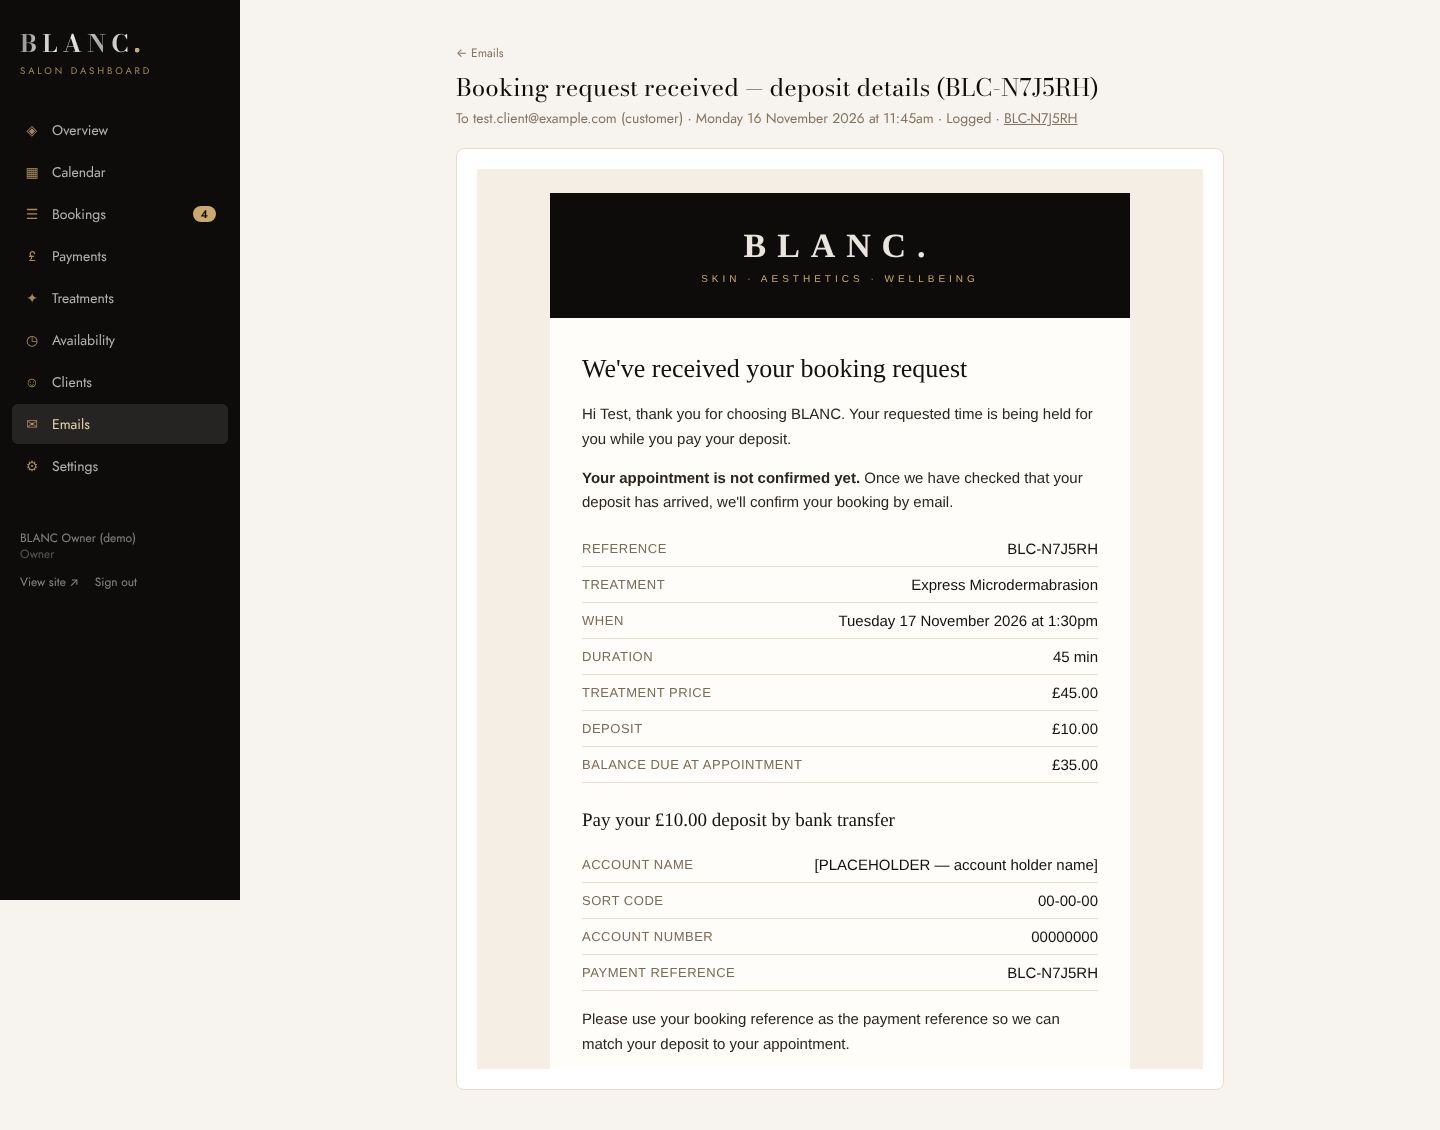 BLANC.
SALON DASHBOARD
Overview
Calendar
Bookings 4
£ Payments
Treatments
Availability
Clients
Emails
Settings
BLANC Owner (demo)
Owner
View site ↗ Sign out
← Emails
Booking request received — deposit details (BLC-N7J5RH)
To test.client@example.com (customer) · Monday 16 November 2026 at 11:45am · Logged · BLC-N7J5RH
BLANC.
SKIN · AESTHETICS · WELLBEING
We've received your booking request
Hi Test, thank you for choosing BLANC. Your requested time is being held for
you while you pay your deposit.
Your appointment is not confirmed yet. Once we have checked that your
deposit has arrived, we'll confirm your booking by email.
REFERENCE BLC-N7J5RH
TREATMENT Express Microdermabrasion
WHEN Tuesday 17 November 2026 at 1:30pm
DURATION 45 min
TREATMENT PRICE £45.00
DEPOSIT £10.00
BALANCE DUE AT APPOINTMENT £35.00
Pay your £10.00 deposit by bank transfer
ACCOUNT NAME [PLACEHOLDER — account holder name]
SORT CODE 00-00-00
ACCOUNT NUMBER 00000000
PAYMENT REFERENCE BLC-N7J5RH
Please use your booking reference as the payment reference so we can
match your deposit to your appointment.